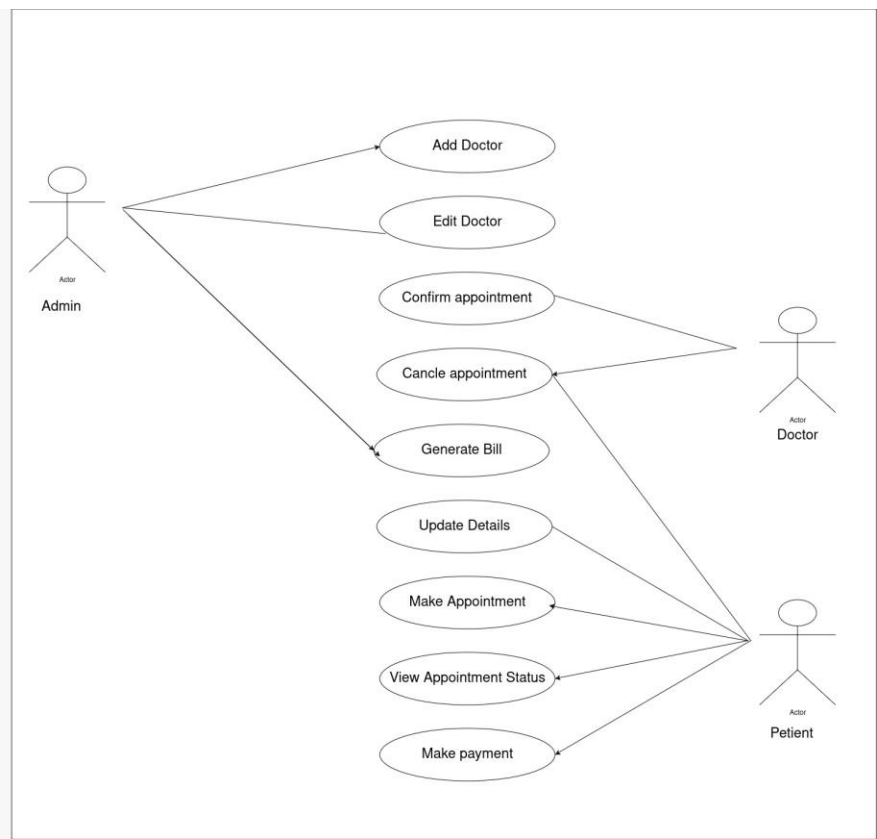 Add Doctor
Edit Doctor
Actor
Admin
Confirm appointment
Cancle appointment
Actor
Doctor
Generate Bill
Update Details
Make Appointment
View Appointment Status
Actor
Petient
Make payment